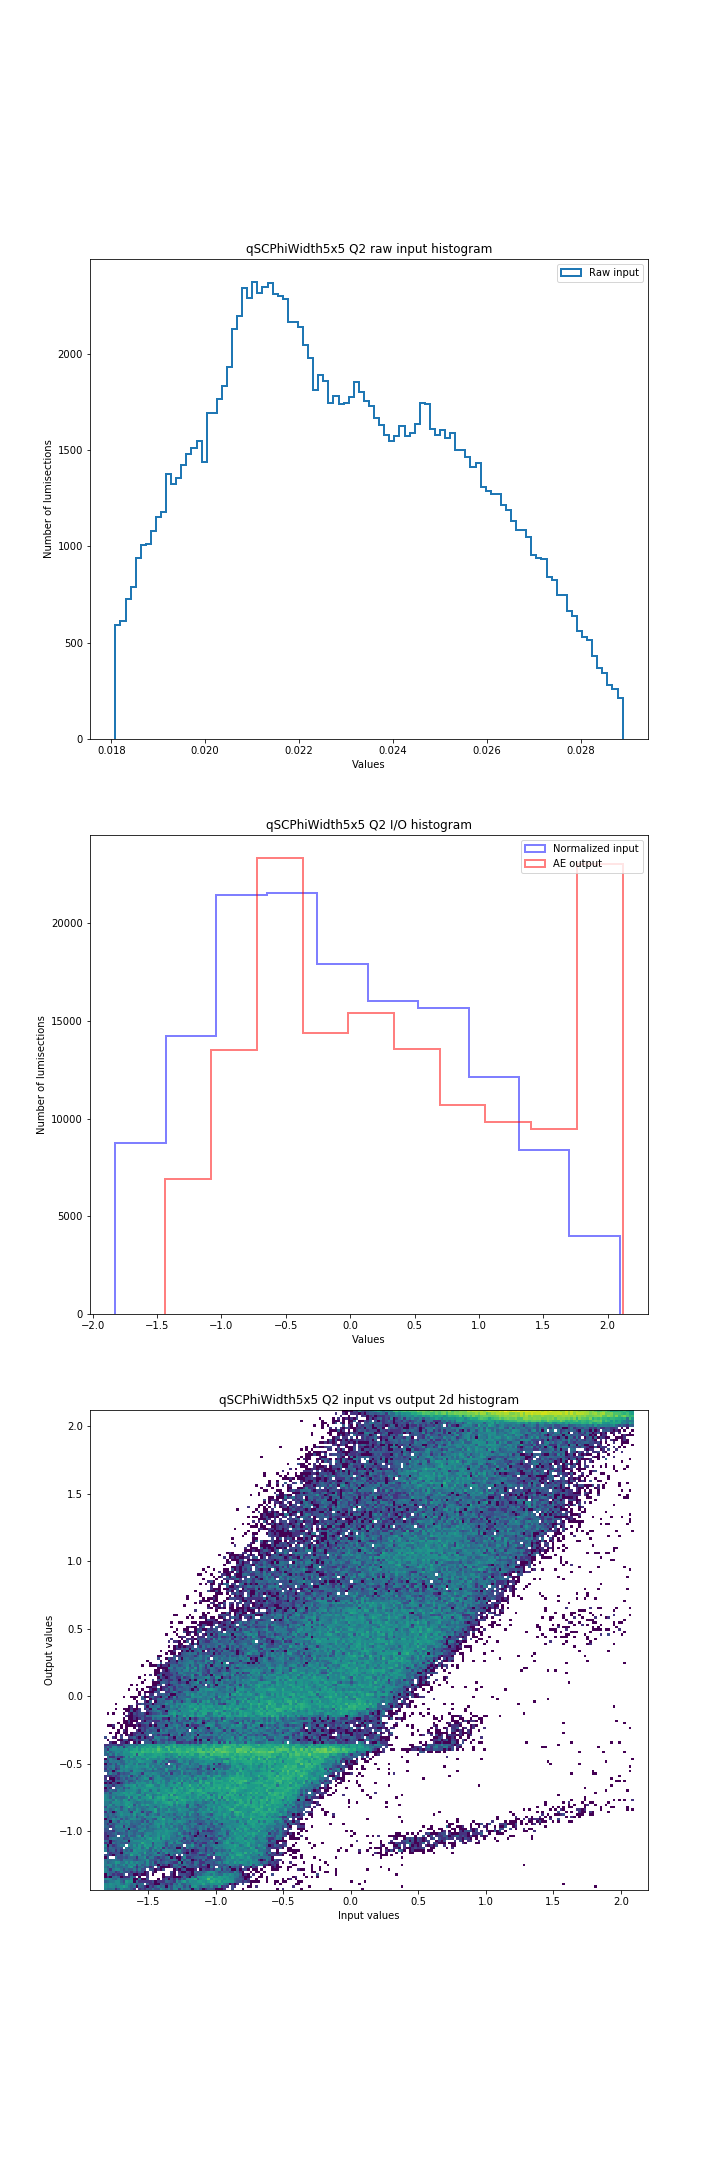 qSCPhiWidth5x5 Q2 raw input histogram
Raw input
Number of lumisections
2000
1500
1000
500
0
0.018 0.020 0.022 0.024 0.026 0.028
Values
qSCPhiWidth5x5 Q2 I/O histogram
Normalized input
AE output
Number of lumisections
20000
15000
10000
5000
0
−2.0 −1.5 −1.0 −0.5 0.0 0.5 1.0 1.5 2.0
Values
qSCPhiWidth5x5 Q2 input vs output 2d histogram
Output values
2.0
1.5
1.0
0.5
0.0
−0.5
−1.0
−1.5 −1.0 −0.5 0.0 0.5 1.0 1.5 2.0
Input values